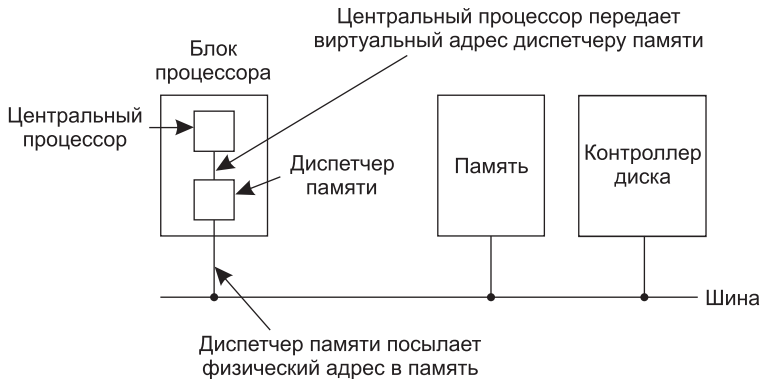 Центральный процессор передает
виртуальный адрес диспетчеру памяти
Блок
процессора
Центральный
процессор
Диспетчер
памяти
Память
Контроллер
диска
Шина
Диспетчер памяти посылает
физический адрес в память